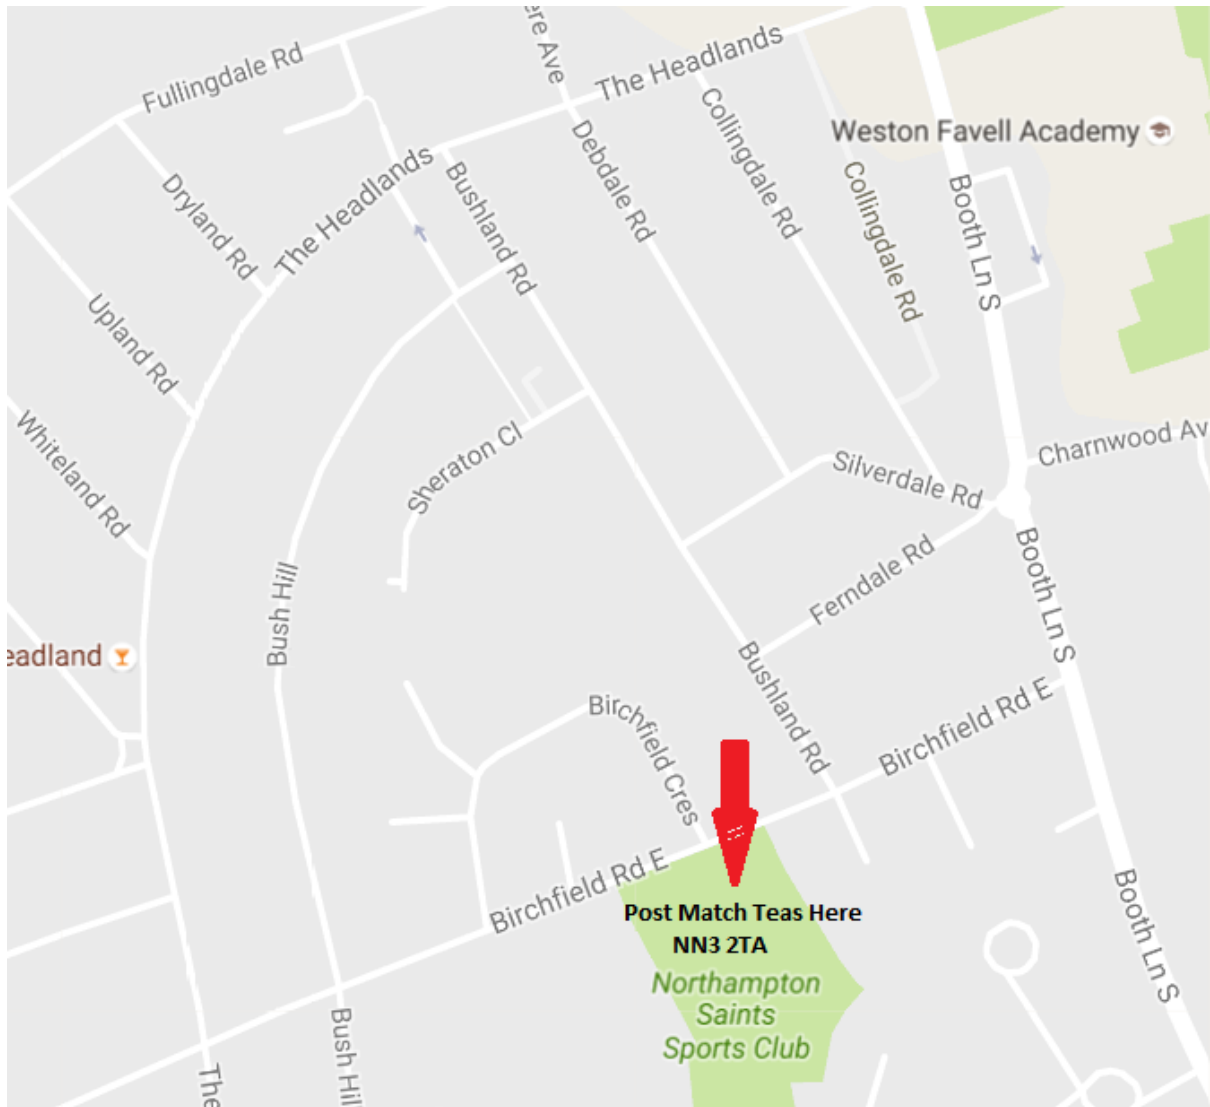 ere Ave
The Headlands
Fullingdale Rd
Weston Favell Academy
Collingdale Rd
Debdale Rd
Bushland Rd
The Headlands
Dryland Rd
Collingdale Rd
Booth Ln S
Upland Rd
Whiteland Rd
Sheraton Cl
Silverdale Rd
Charnwood Av
Ferndale Rd
Booth Ln S
Bush Hill
eadland
Bushland Rd
Birchfield Rd E
Birchfield Cres
Birchfield Rd E
Post Match Teas Here
NN3 2TA
Northampton
Saints
Sports Club
Booth Ln S
Bush Hil
The